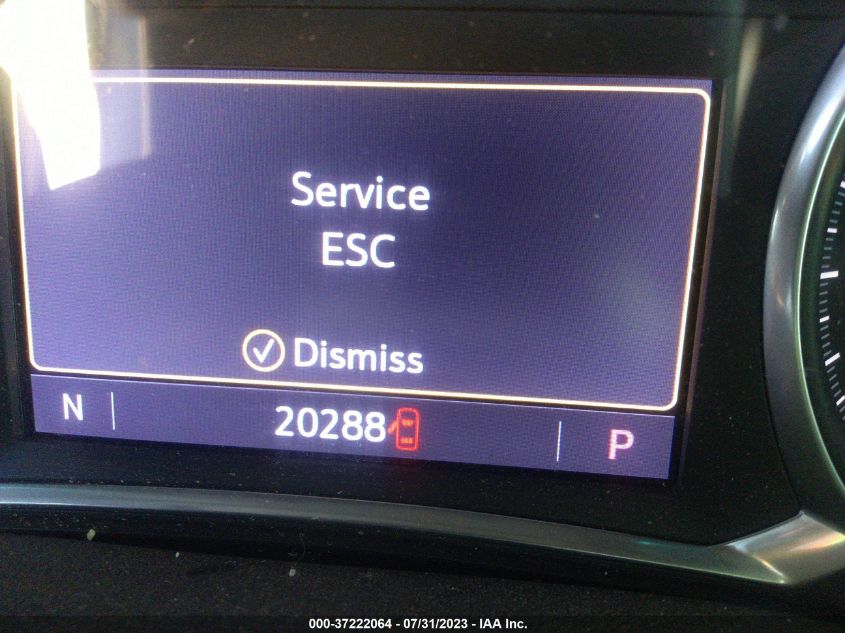 Service
ESC
Dismiss
N 20288 P
000-37222064 - 07/31/2023 - IAA Inc.